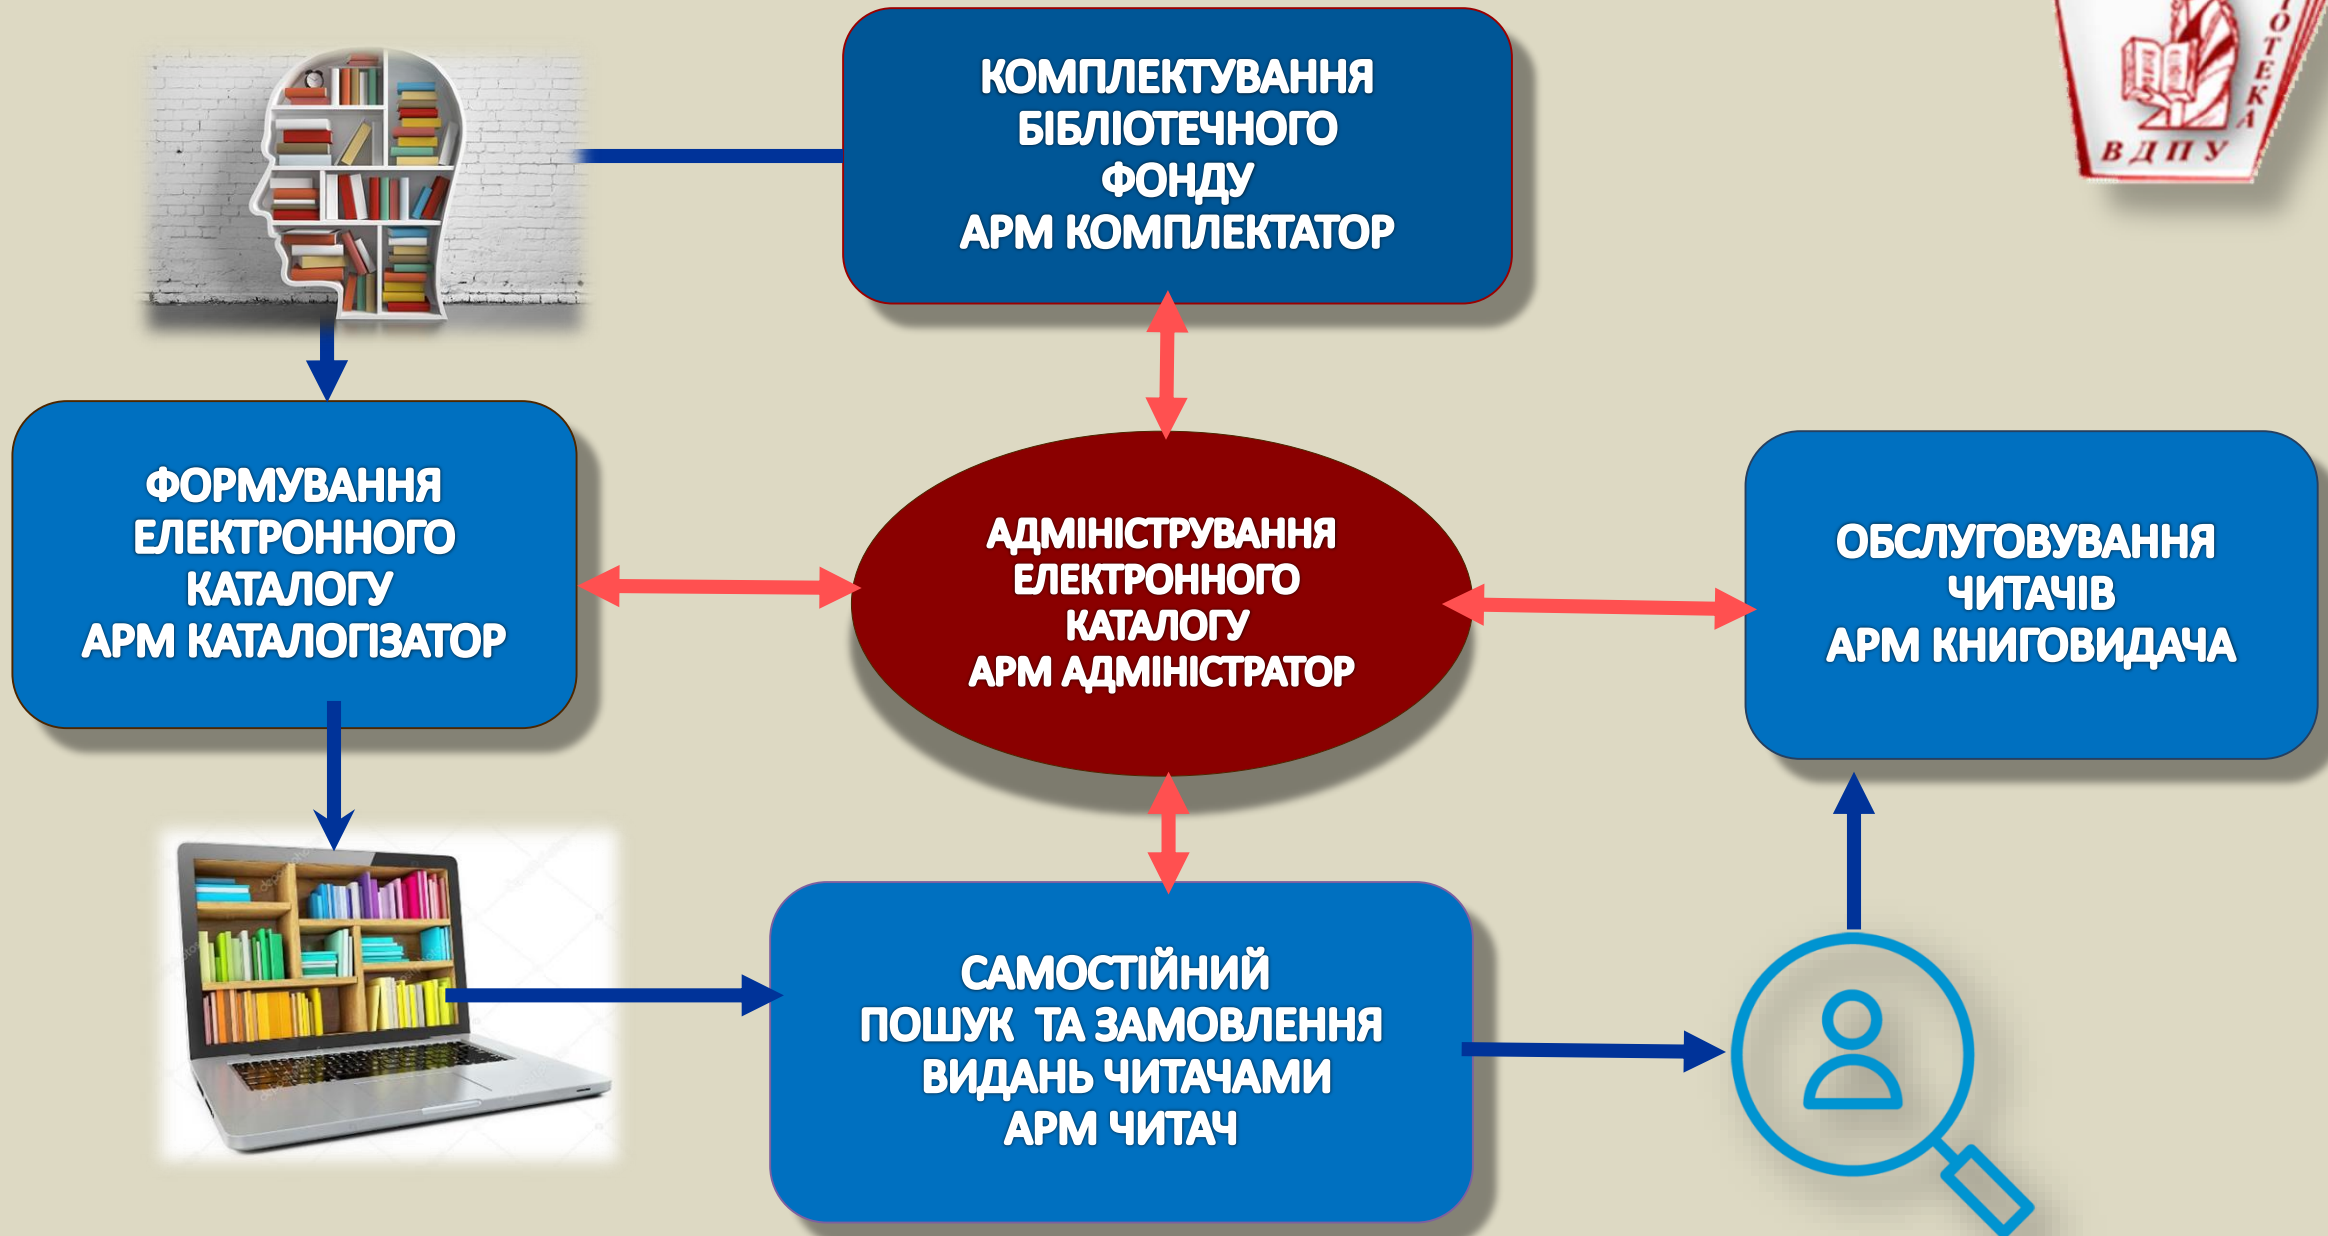 КОМПЛЕКТУВАННЯ
БІБЛІОТЕЧНОГО
ФОНДУ
АРМ КОМПЛЕКТАТОР
ІОТЕКА
ВДПУ
ФОРМУВАННЯ
ЕЛЕКТРОННОГО
КАТАЛОГУ
АРМ КАТАЛОГІЗАТОР
АДМІНІСТРУВАННЯ
ЕЛЕКТРОННОГО
КАТАЛОГУ
АРМ АДМІНІСТРАТОР
ОБСЛУГОВУВАННЯ
ЧИТАЧІВ
АРМ КНИГОВИДАЧА
САМОСТІЙНИЙ
ПОШУК ТА ЗАМОВЛЕННЯ
ВИДАНЬ ЧИТАЧАМИ
АРМ ЧИТАЧ